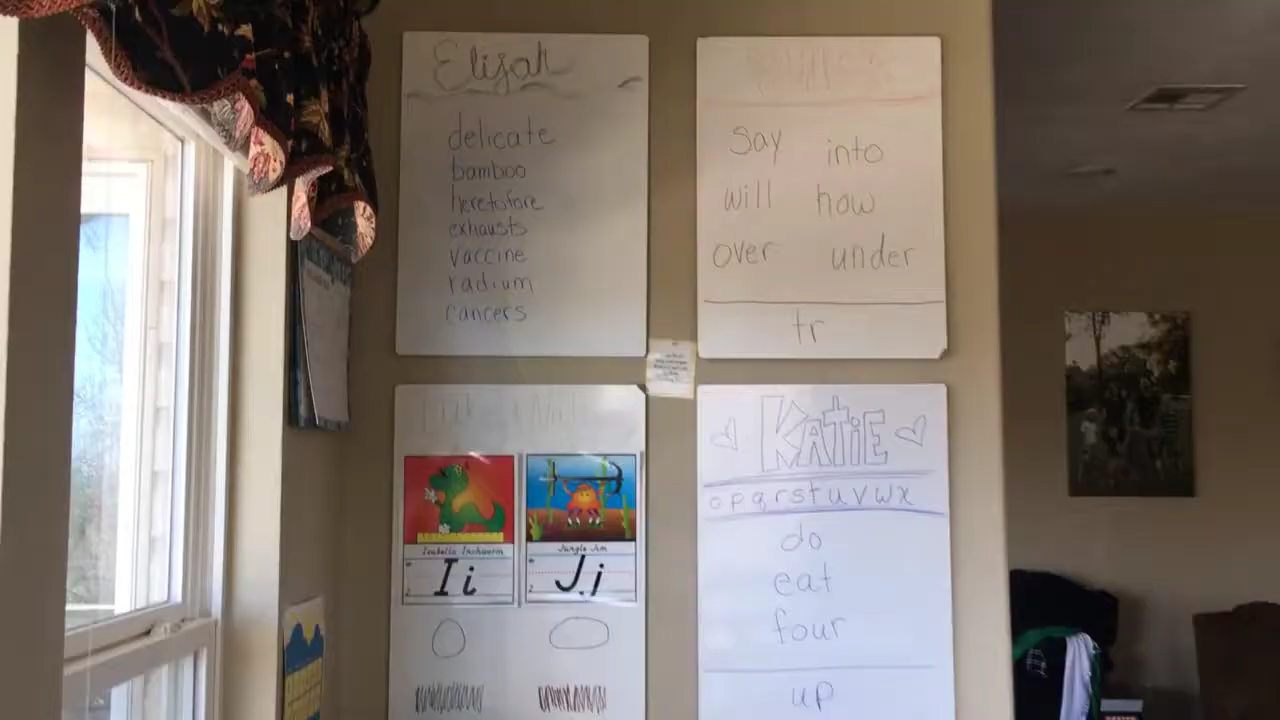 Elijah
delicate
bamboo
heretofore
exhausts
vaccine
radium
cancers
say into
will how
over under
tr
Isabella Inchworm
Ii
Jungle Jim
Jj
KATiE
opqrstuvwx
do
eat
four
up